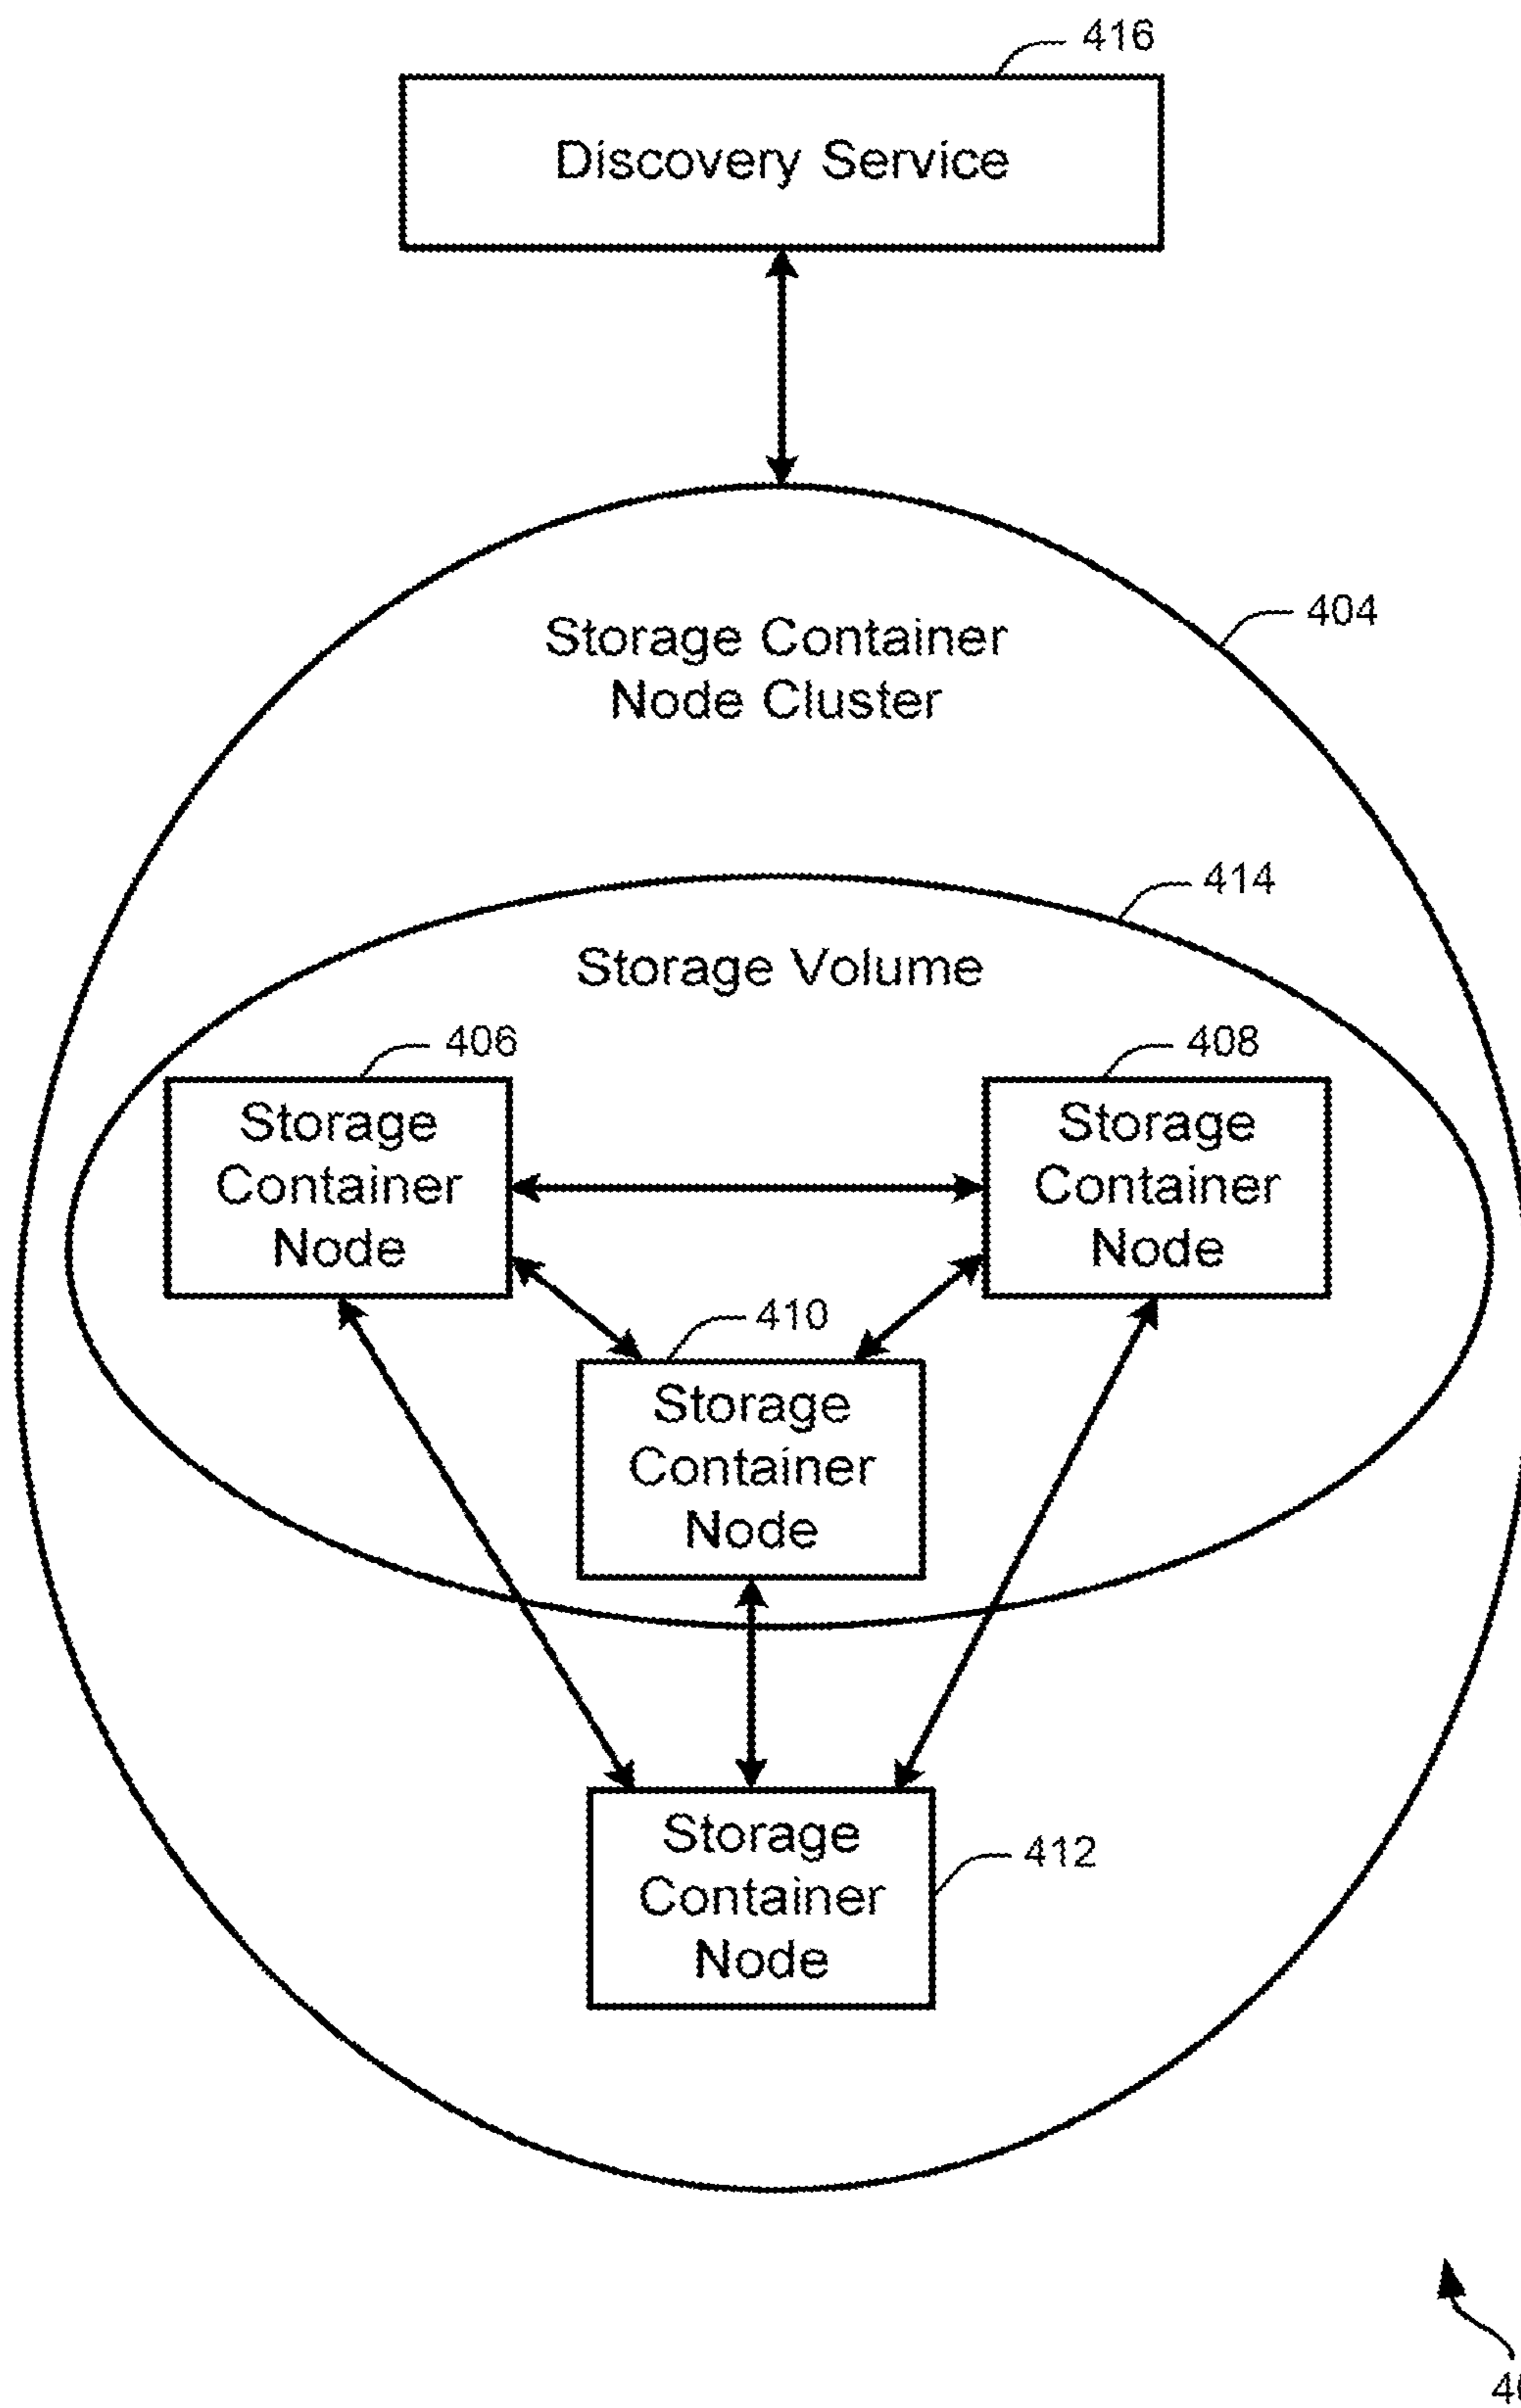 416
Discovery Service
404
Storage Container
Node Cluster
414
Storage Volume
406
408
Storage
Container
Node
Storage
Container
Node
410
Storage
Container
Node
412
Storage
Container
Node